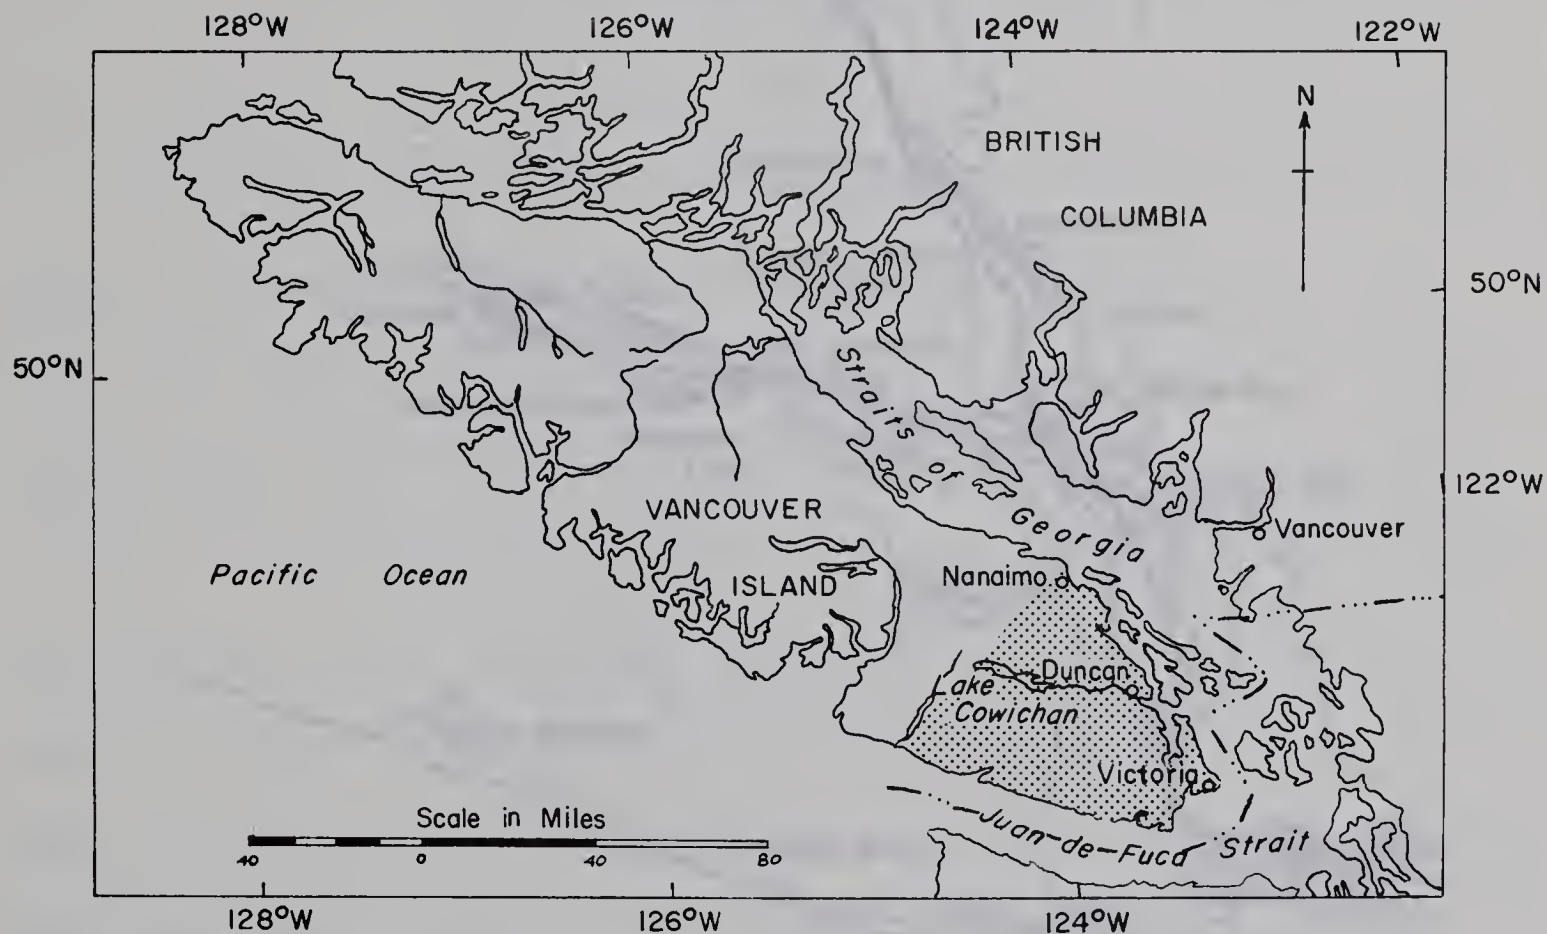 128°W 126°W 124°W 122°W
N
BRITISH
COLUMBIA
50°N
50°N
Straits of Georgia
122°W
VANCOUVER
Vancouver
Pacific Ocean
ISLAND
Nanaimo
Duncan
Lake
Cowichan
Victoria
Scale in Miles
40 0 40 80
Juan-de-Fuca Strait
128°W 126°W 124°W